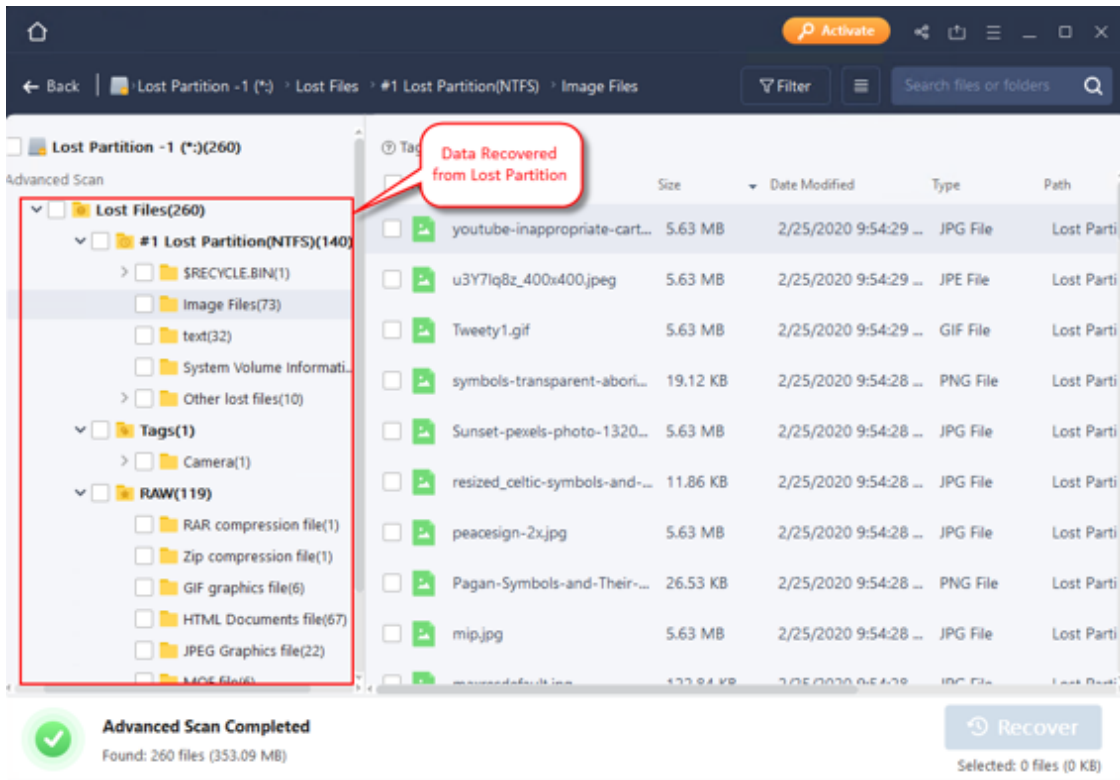 Activate
Back
Lost Partition -1 (*:) > Lost Files > #1 Lost Partition(NTFS) > Image Files
Filter
Search files or folders
Lost Partition -1 (*:)(260)
Advanced Scan
Lost Files(260)
#1 Lost Partition(NTFS)(140)
$RECYCLE.BIN(1)
Image Files(73)
text(32)
System Volume Informati...
Other lost files(10)
Tags(1)
Camera(1)
RAW(119)
RAR compression file(1)
Zip compression file(1)
GIF graphics file(6)
HTML Documents file(67)
JPEG Graphics file(22)
Data Recovered
from Lost Partition
Tag
Size Date Modified Type Path
youtube-inappropriate-cart... 5.63 MB 2/25/2020 9:54:29 ... JPG File Lost Parti
u3Y7lq8z_400x400.jpeg 5.63 MB 2/25/2020 9:54:29 ... JPE File Lost Parti
Tweety1.gif 5.63 MB 2/25/2020 9:54:29 ... GIF File Lost Parti
symbols-transparent-abori... 19.12 KB 2/25/2020 9:54:28 ... PNG File Lost Parti
Sunset-pexels-photo-1320... 5.63 MB 2/25/2020 9:54:28 ... JPG File Lost Parti
resized_celtic-symbols-and-... 11.86 KB 2/25/2020 9:54:28 ... JPG File Lost Parti
peacesign-2x.jpg 5.63 MB 2/25/2020 9:54:28 ... JPG File Lost Parti
Pagan-Symbols-and-Their-... 26.53 KB 2/25/2020 9:54:28 ... PNG File Lost Parti
mip.jpg 5.63 MB 2/25/2020 9:54:28 ... JPG File Lost Parti
Advanced Scan Completed
Found: 260 files (353.09 MB)
Recover
Selected: 0 files (0 KB)